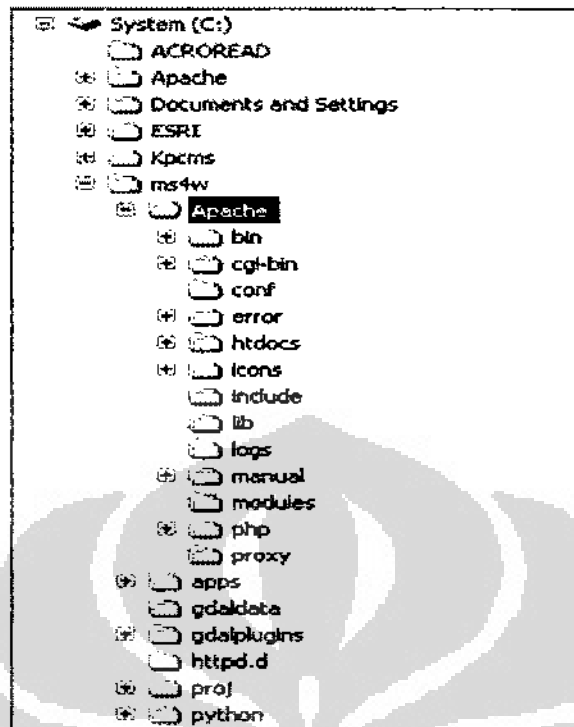 System (C:)
ACROREAD
Apache
Documents and Settings
ESRI
Kpcms
ms4w
Apache
bin
cgi-bin
conf
error
htdocs
icons
include
lib
logs
manual
modules
php
proxy
apps
gdaldata
gdalplugins
httpd.d
proj
python